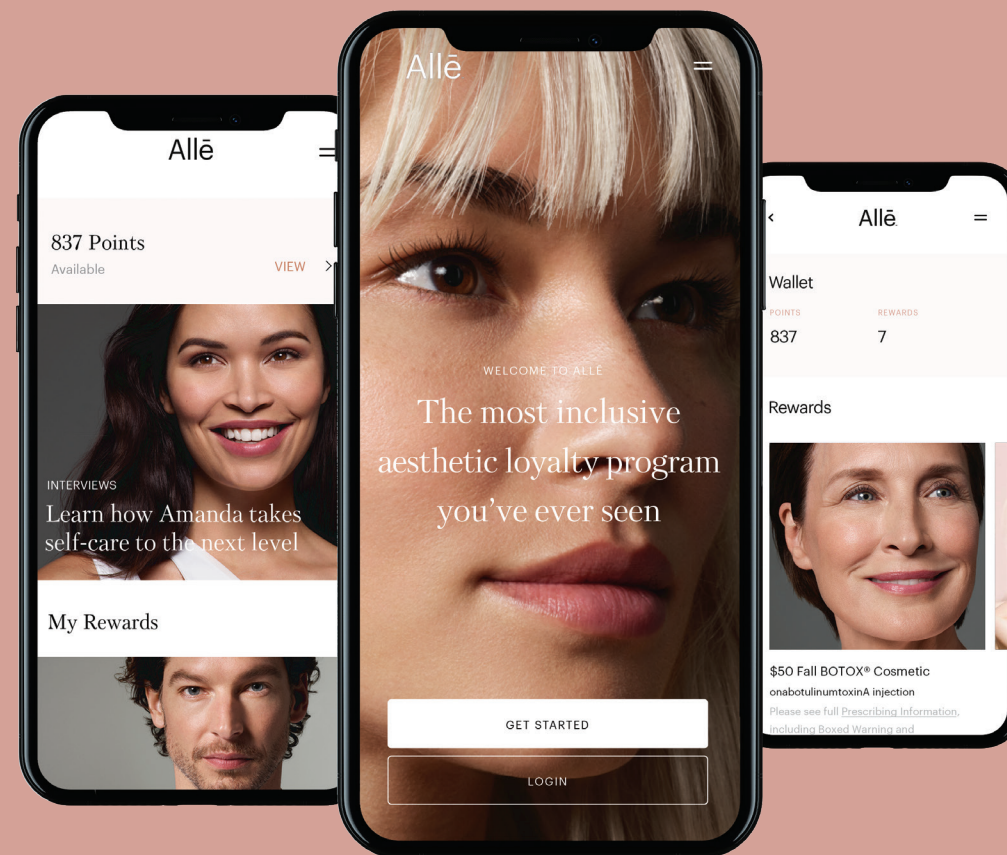 Allē
837 Points
Available
VIEW
INTERVIEWS
Learn how Amanda takes
self-care to the next level
My Rewards
Allē
WELCOME TO ALLĒ
The most inclusive
aesthetic loyalty program
you've ever seen
GET STARTED
LOGIN
Allē
Wallet
POINTS
REWARDS
837
7
Rewards
$50 Fall BOTOX® Cosmetic
onabotulinumtoxinA injection
Please see full Prescribing Information,
including Boxed Warning and